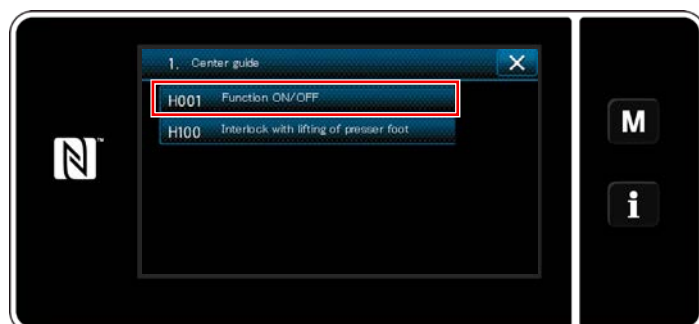 1. Center guide
H001 Function ON/OFF
H100 Interlock with lifting of presser foot
M
i